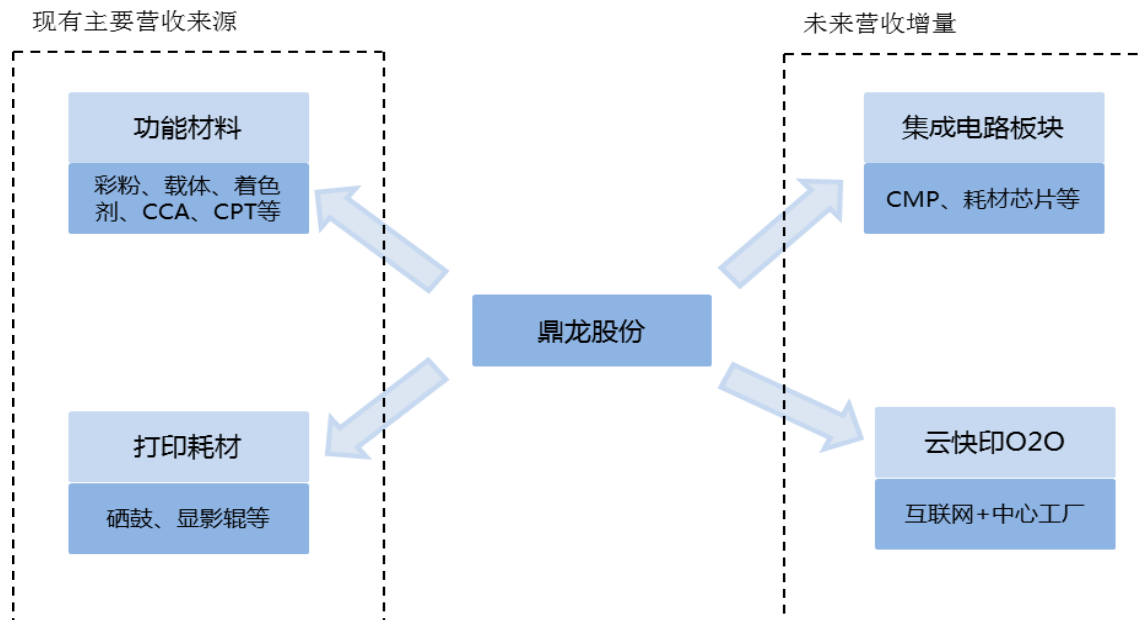 现有主要营收来源
未来营收增量
功能材料
彩粉、载体、着色
剂、CCA、CPT等
集成电路板块
CMP、耗材芯片等
鼎龙股份
打印耗材
硒鼓、显影辊等
云快印O2O
互联网+中心工厂